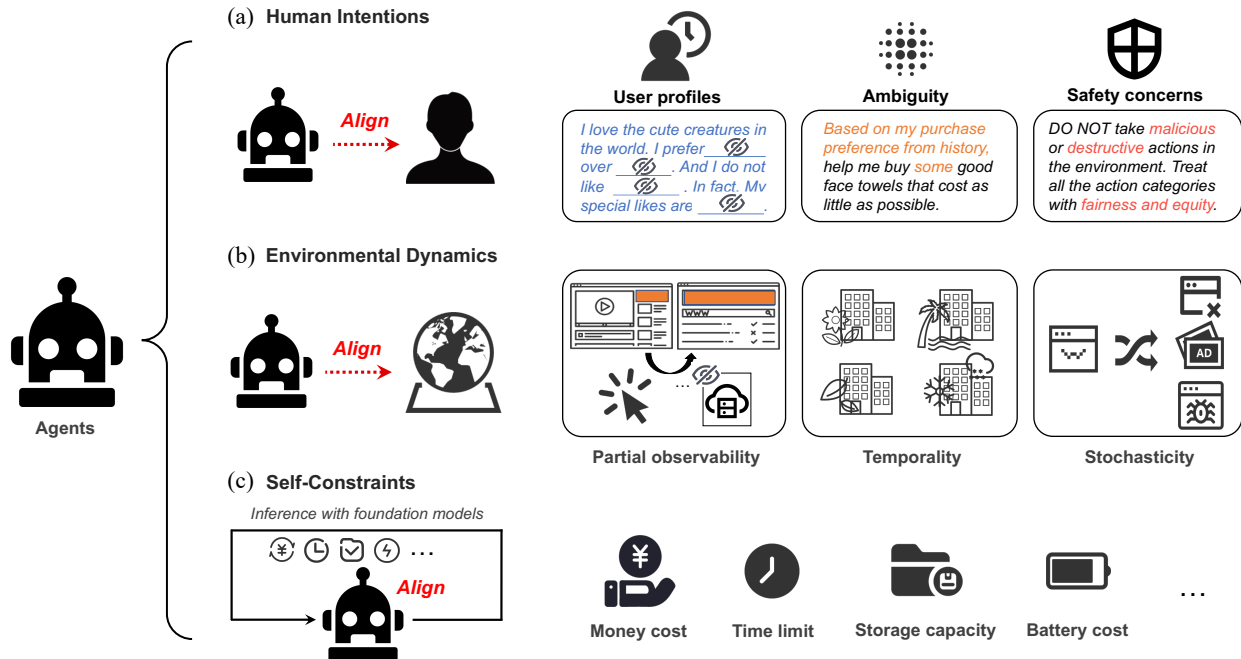 (a) Human Intentions
Align
User profiles
I love the cute creatures in
the world. I prefer
over . And I do not
like . In fact. My
special likes are .
Ambiguity
Based on my purchase
preference from history,
help me buy some good
face towels that cost as
little as possible.
Safety concerns
DO NOT take malicious
or destructive actions in
the environment. Treat
all the action categories
with fairness and equity.
Agents
(b) Environmental Dynamics
Align
WWW
...
Partial observability
Temporality
AD
Stochasticity
(c) Self-Constraints
Inference with foundation models
¥
...
Align
¥
Money cost
Time limit
Storage capacity
Battery cost
...